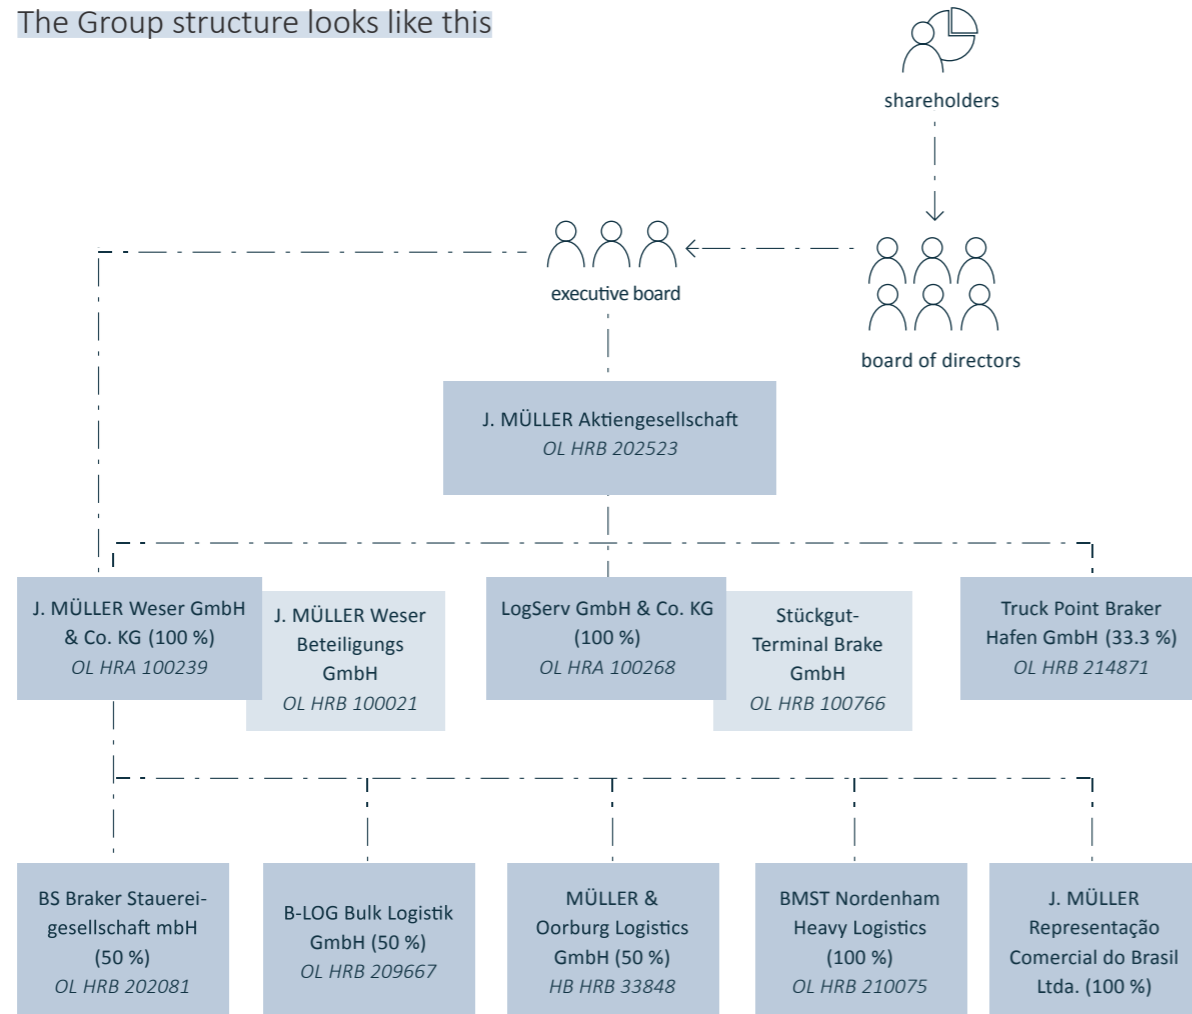 The Group structure looks like this
shareholders
executive board
board of directors
J. MÜLLER Aktiengesellschaft
OL HRB 202523
J. MÜLLER Weser GmbH
& Co. KG (100 %)
OL HRA 100239
J. MÜLLER Weser
Beteiligungs
GmbH
OL HRB 100021
LogServ GmbH & Co. KG
(100 %)
OL HRA 100268
Stückgut-
Terminal Brake
GmbH
OL HRB 100766
Truck Point Braker
Hafen GmbH (33.3 %)
OL HRB 214871
BS Braker Stauerei-
gesellschaft mbH
(50 %)
OL HRB 202081
B-LOG Bulk Logistik
GmbH (50 %)
OL HRB 209667
MÜLLER &
Oorburg Logistics
GmbH (50 %)
HB HRB 33848
BMST Nordenham
Heavy Logistics
(100 %)
OL HRB 210075
J. MÜLLER
Representação
Comercial do Brasil
Ltda. (100 %)